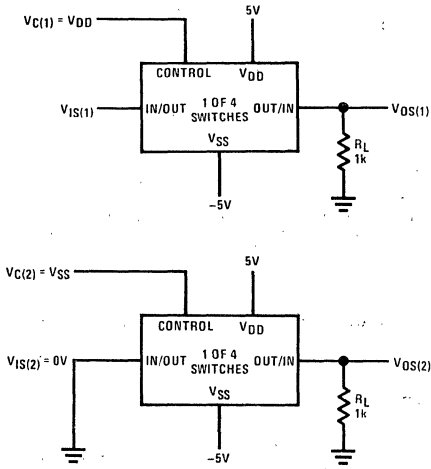 VC(1) = VDD
5V
CONTROL VDD
VIS(1) IN/OUT 1 OF 4 SWITCHES OUT/IN VOS(1)
VSS
RL
1k
-5V
VC(2) = VSS
5V
CONTROL VDD
VIS(2) = 0V IN/OUT 1 OF 4 SWITCHES OUT/IN VOS(2)
VSS
RL
1k
-5V